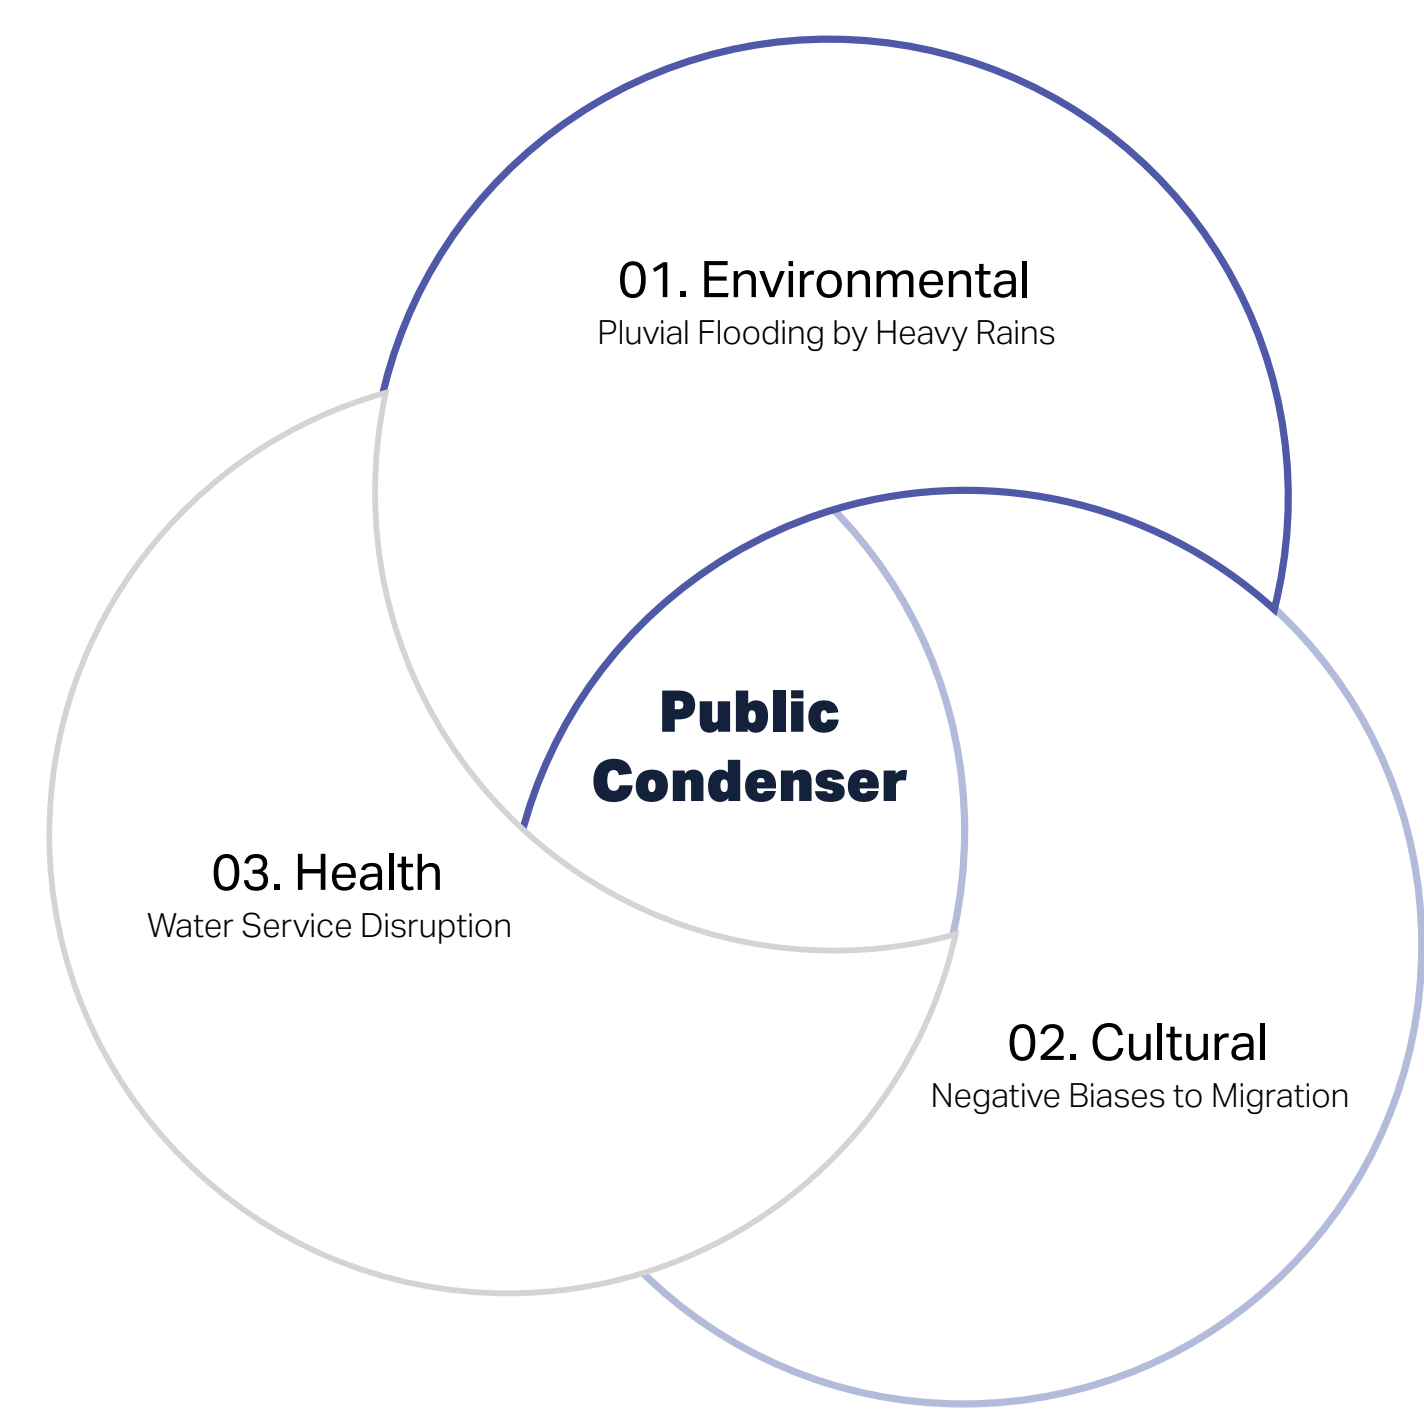 01. Environmental
Pluvial Flooding by Heavy Rains
Public
Condenser
03. Health
Water Service Disruption
02. Cultural
Negative Biases to Migration